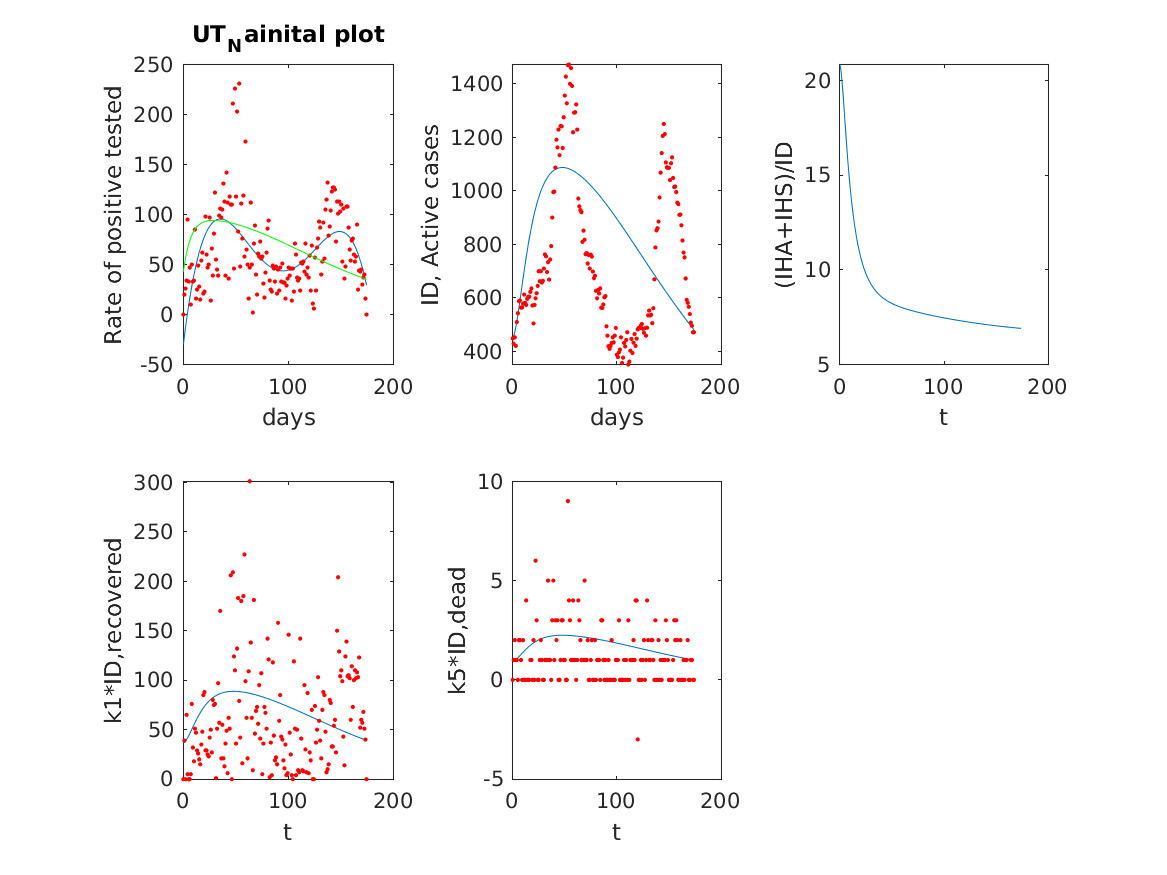 UT_Nainital plot
250
200
150
100
50
0
-50
Rate of positive tested
0 100 200
days
1400
1200
1000
800
600
400
ID, Active cases
0 100 200
days
20
15
10
5
(IHA+IHS)/ID
0 100 200
t
300
250
200
150
100
50
0
k1*ID,recovered
0 100 200
t
10
5
0
-5
k5*ID,dead
0 100 200
t